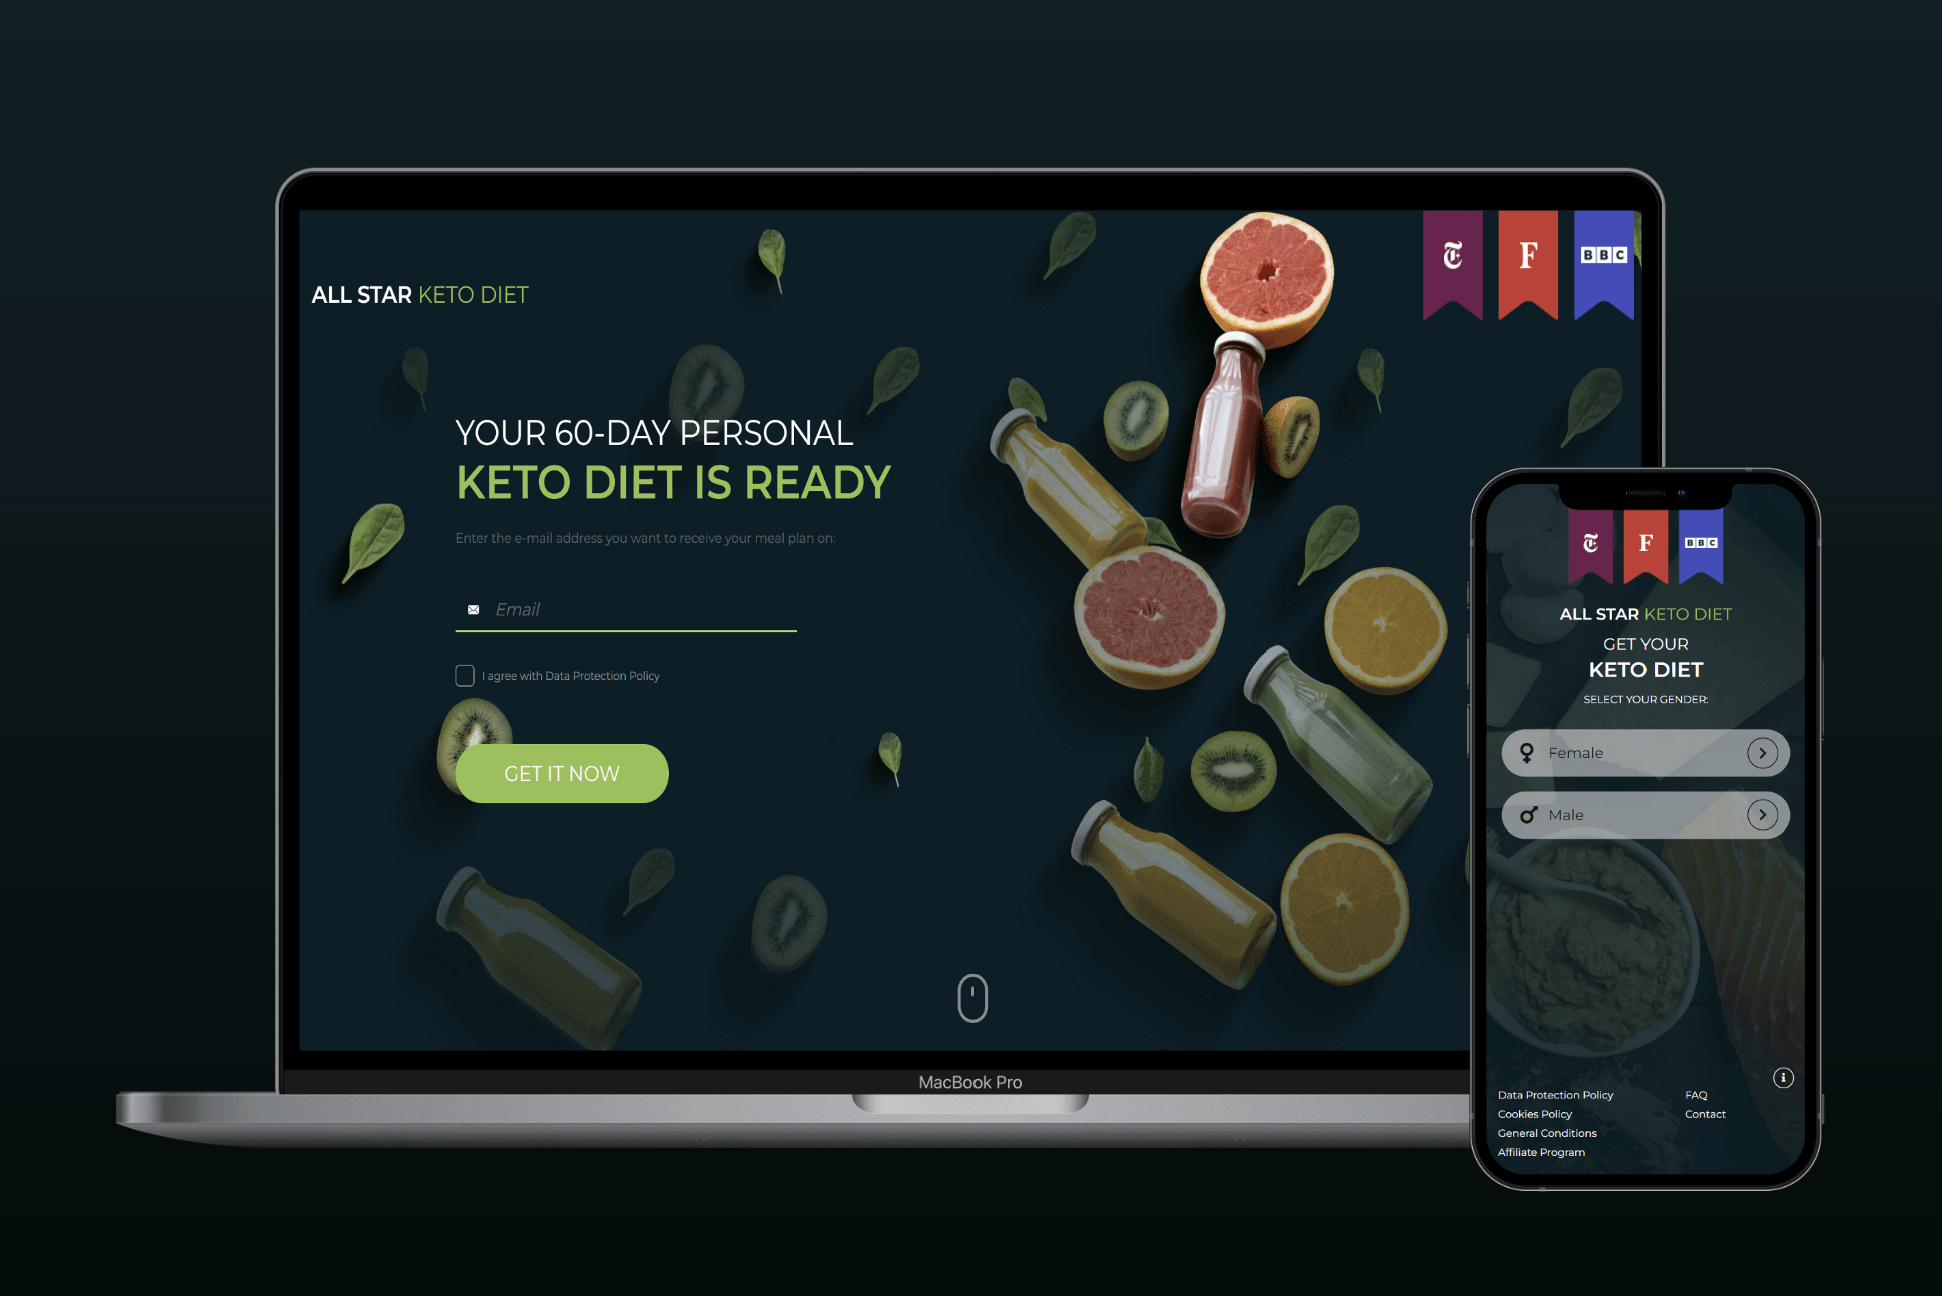 ALL STAR KETO DIET
T
F
BBC
YOUR 60-DAY PERSONAL
KETO DIET IS READY
Enter the e-mail address you want to receive your meal plan on:
Email
I agree with Data Protection Policy
GET IT NOW
MacBook Pro
T
F
BBC
ALL STAR KETO DIET
GET YOUR
KETO DIET
SELECT YOUR GENDER:
Female
Male
i
Data Protection Policy
FAQ
Cookies Policy
Contact
General Conditions
Affiliate Program